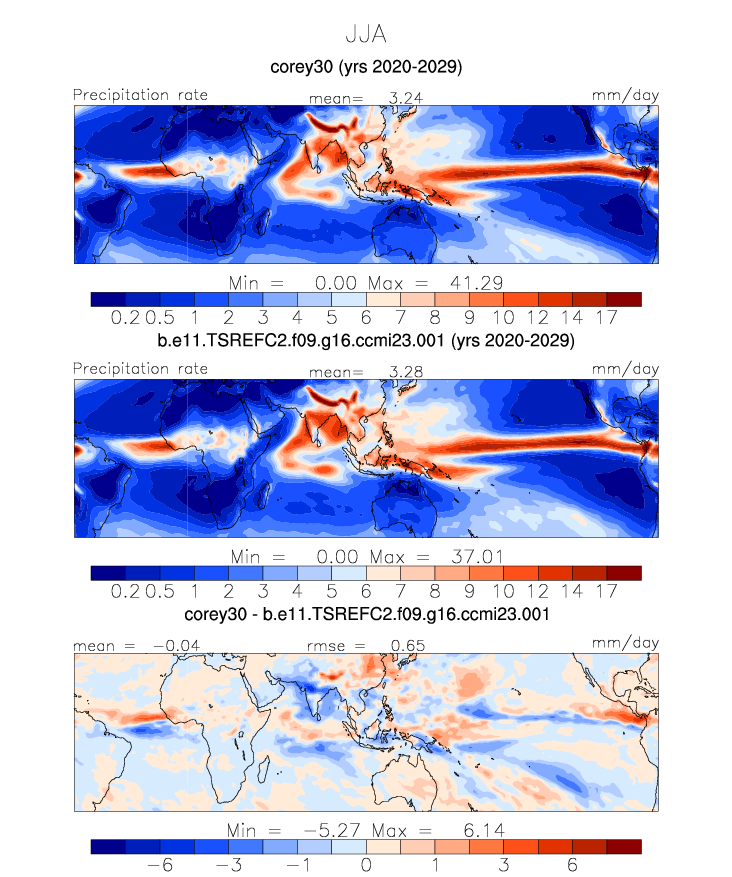 JJA
corey30 (yrs 2020-2029)
Precipitation rate mean= 3.24 mm/day
Min = 0.00 Max = 41.29
0.2 0.5 1 2 3 4 5 6 7 8 9 10 12 14 17
b.e11.TSREFC2.f09.g16.ccmi23.001 (yrs 2020-2029)
Precipitation rate mean= 3.28 mm/day
Min = 0.00 Max = 37.01
0.2 0.5 1 2 3 4 5 6 7 8 9 10 12 14 17
corey30 - b.e11.TSREFC2.f09.g16.ccmi23.001
mean = −0.04 rmse = 0.65 mm/day
Min = −5.27 Max = 6.14
−6 −3 −1 0 1 3 6